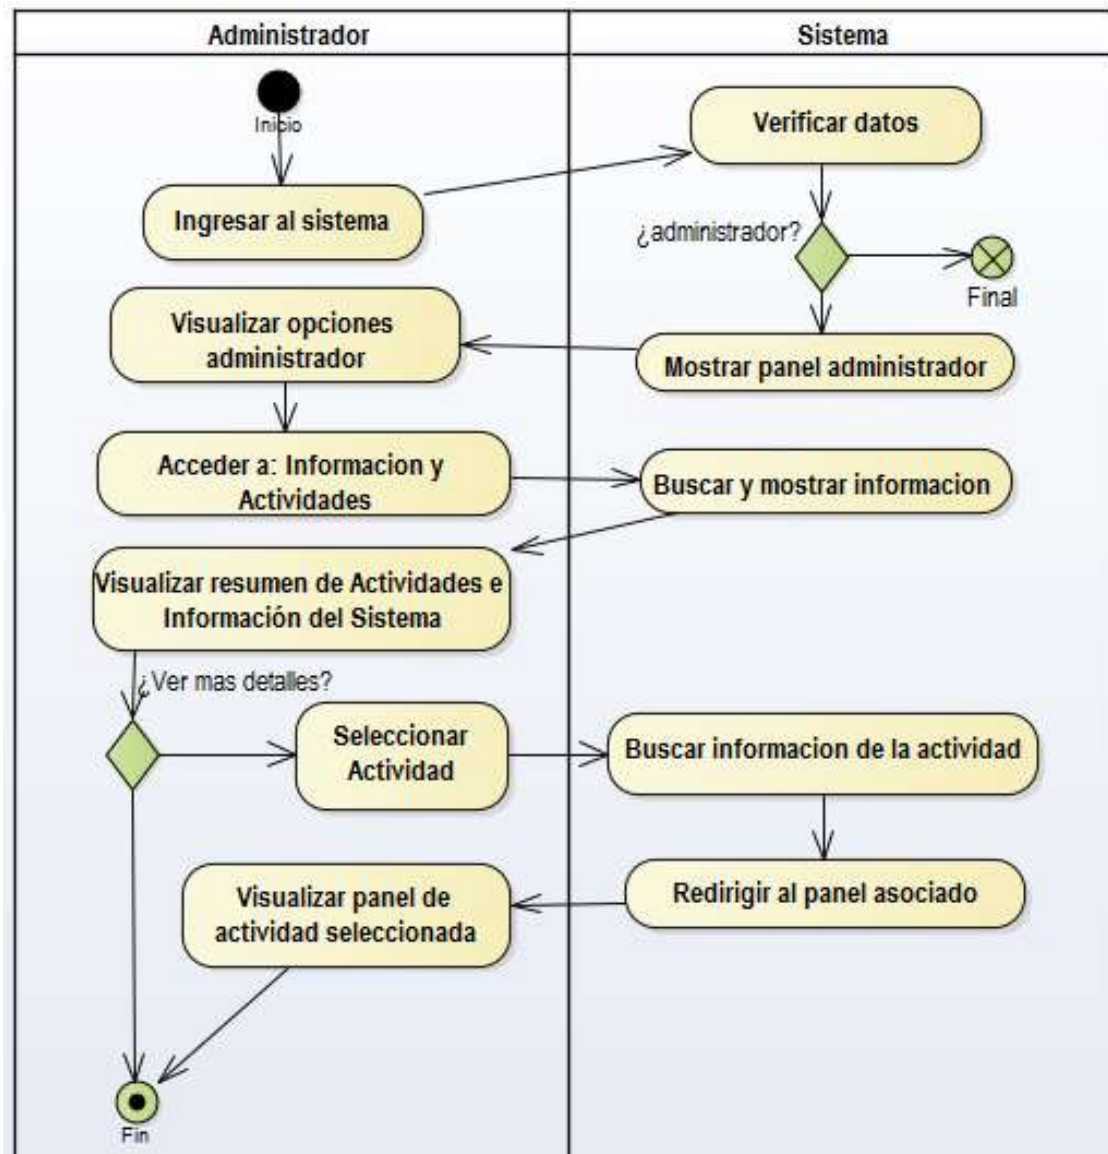 Administrador
Sistema
Inicio
Verificar datos
Ingresar al sistema
¿administrador?
Final
Visualizar opciones
administrador
Mostrar panel administrador
Acceder a: Informacion y
Actividades
Buscar y mostrar informacion
Visualizar resumen de Actividades e
Información del Sistema
¿Ver mas detalles?
Seleccionar
Actividad
Buscar informacion de la actividad
Redirigir al panel asociado
Visualizar panel de
actividad seleccionada
Fin